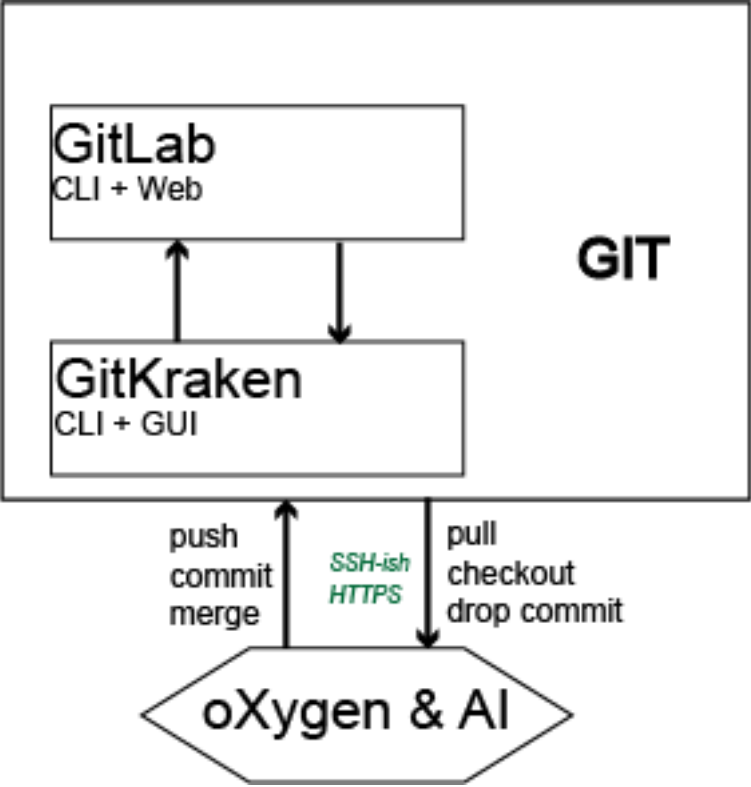 GitLab
CLI + Web
GIT
GitKraken
CLI + GUI
push
commit
merge
SSH-ish
HTTPS
pull
checkout
drop commit
oXygen & AI